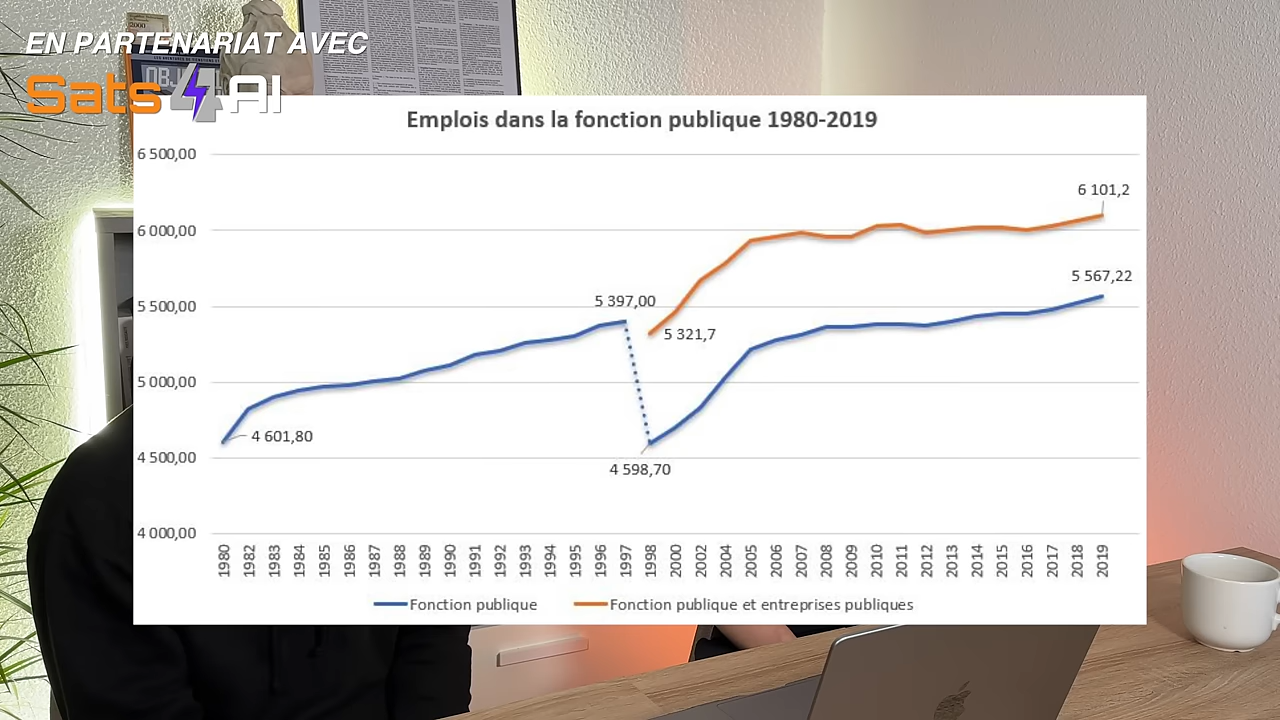 EN PARTENARIAT AVEC
Sats4AI
2000
OBJ
Emplois dans la fonction publique 1980-2019
6 500,00
6 101,2
6 000,00
5 567,22
5 397,00
5 500,00
5 321,7
5 000,00
4 601,80
4 500,00
4 598,70
4 000,00
1980 1982 1983 1984 1985 1986 1987 1988 1989 1990 1991 1992 1993 1994 1995 1996 1997 1998 2000 2002 2004 2005 2006 2007 2008 2009 2010 2011 2012 2013 2014 2015 2016 2017 2018 2019
Fonction publique Fonction publique et entreprises publiques